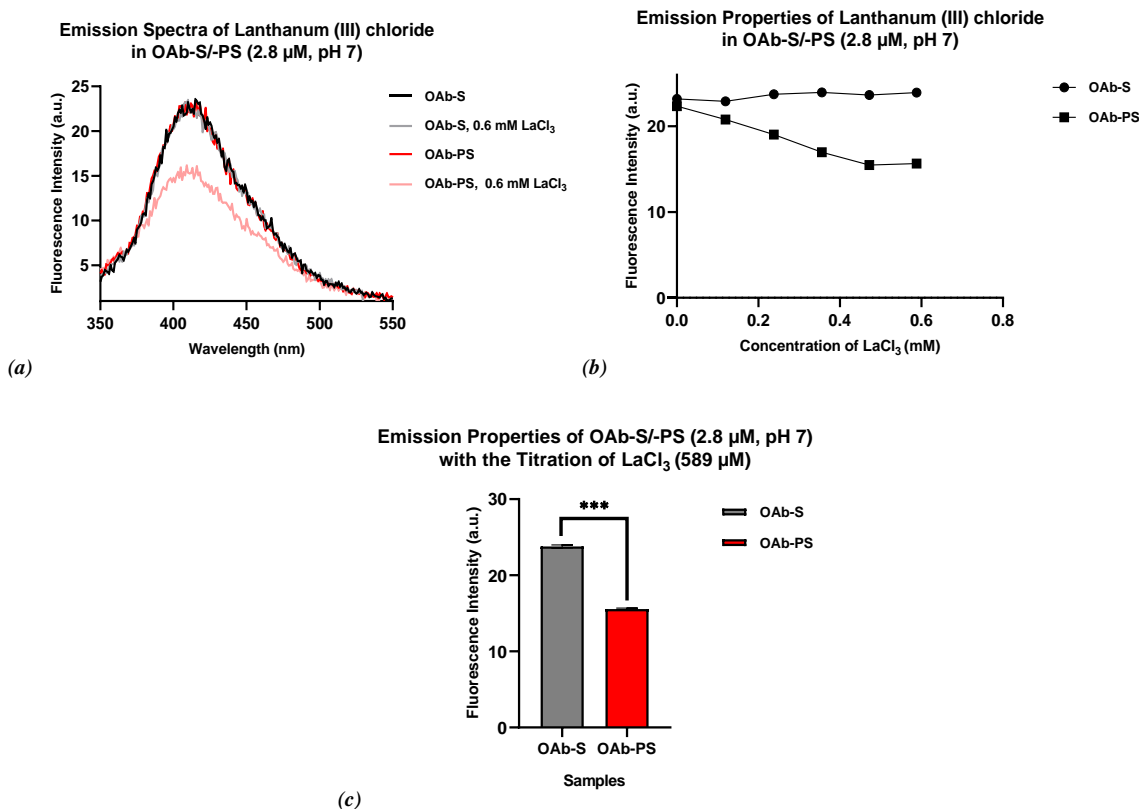 Emission Spectra of Lanthanum (III) chloride
in OAb-S/-PS (2.8 µM, pH 7)
Fluorescence Intensity (a.u.)
25
20
15
10
5
350
400
450
500
550
Wavelength (nm)
OAb-S
OAb-S, 0.6 mM LaCl₃
OAb-PS
OAb-PS, 0.6 mM LaCl₃
(a)
Emission Properties of Lanthanum (III) chloride
in OAb-S/-PS (2.8 µM, pH 7)
Fluorescence Intensity (a.u.)
20
10
0
0.0
0.2
0.4
0.6
0.8
Concentration of LaCl₃ (mM)
OAb-S
OAb-PS
(b)
Emission Properties of OAb-S/-PS (2.8 µM, pH 7)
with the Titration of LaCl₃ (589 µM)
Fluorescence Intensity (a.u.)
30
20
10
0
***
OAb-S
OAb-PS
Samples
OAb-S
OAb-PS
(c)